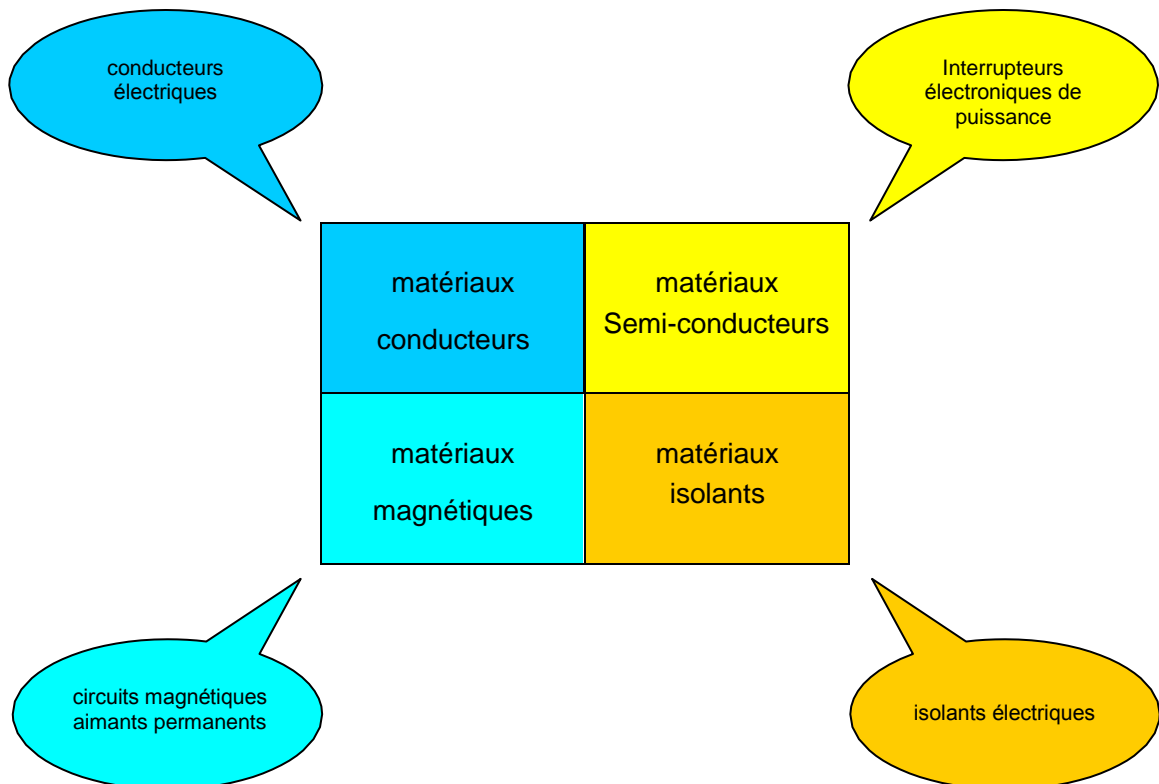 conducteurs
électriques
Interrupteurs
électroniques de
puissance
matériaux
conducteurs
matériaux
Semi-conducteurs
matériaux
magnétiques
matériaux
isolants
circuits magnétiques
aimants permanents
isolants électriques